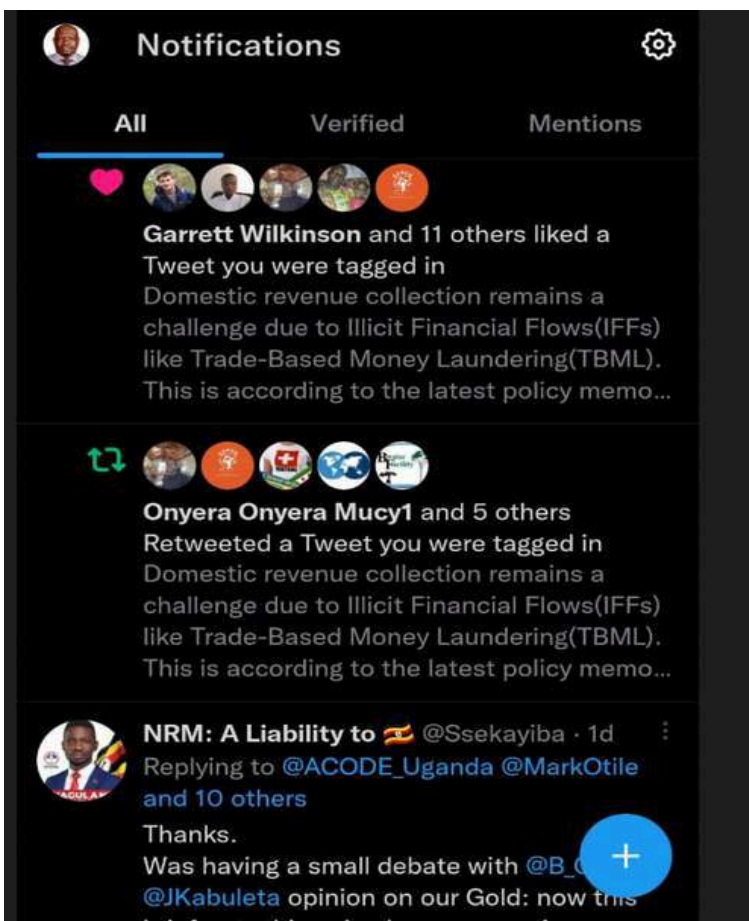 Notifications
All Verified Mentions
Garrett Wilkinson and 11 others liked a
Tweet you were tagged in
Domestic revenue collection remains a
challenge due to Illicit Financial Flows(IFFs)
like Trade-Based Money Laundering(TBML).
This is according to the latest policy memo...
Onyera Onyera Mucy1 and 5 others
Retweeted a Tweet you were tagged in
Domestic revenue collection remains a
challenge due to Illicit Financial Flows(IFFs)
like Trade-Based Money Laundering(TBML).
This is according to the latest policy memo...
NRM: A Liability to 🇺🇬 @Ssekayiba · 1d
Replying to @ACODE_Uganda @MarkOtile
and 10 others
Thanks.
Was having a small debate with
@JKabuleta opinion on our Gold: now this